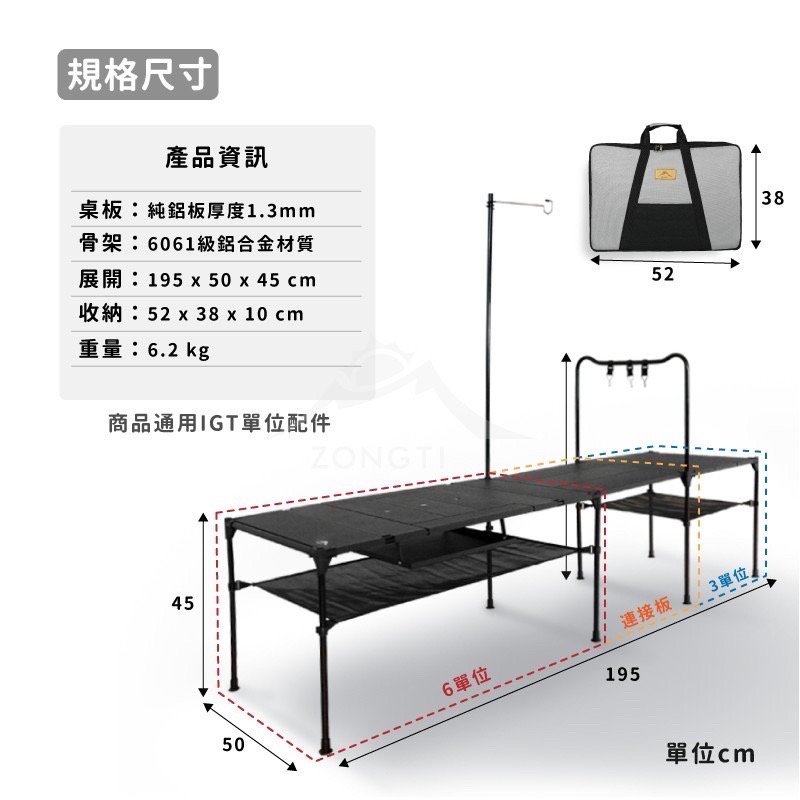 規格尺寸
產品資訊
桌板：純鋁板厚度1.3mm
骨架：6061級鋁合金材質
展開：195 x 50 x 45 cm
收納：52 x 38 x 10 cm
重量：6.2 kg
商品通用IGT單位配件
ZONGTI
38
52
45
50
6單位
連接板
3單位
195
單位cm